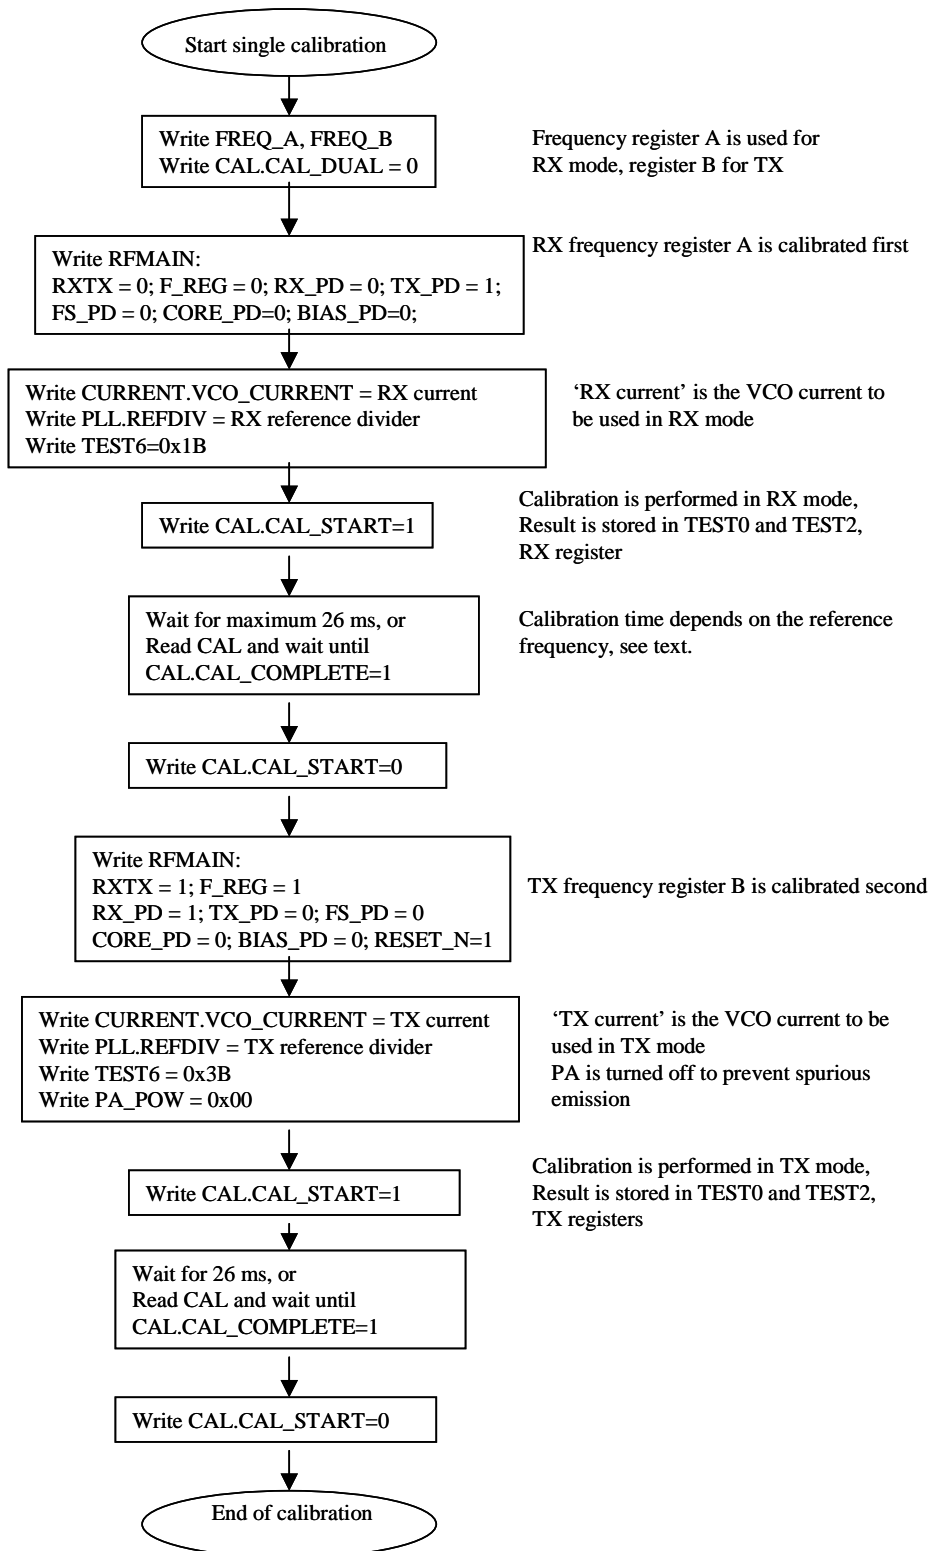 Start single calibration
Write FREQ_A, FREQ_B
Write CAL.CAL_DUAL = 0
Frequency register A is used for
RX mode, register B for TX
Write RFMAIN:
RXTX = 0; F_REG = 0; RX_PD = 0; TX_PD = 1;
FS_PD = 0; CORE_PD=0; BIAS_PD=0;
RX frequency register A is calibrated first
Write CURRENT.VCO_CURRENT = RX current
Write PLL.REFDIV = RX reference divider
Write TEST6=0x1B
‘RX current’ is the VCO current to
be used in RX mode
Write CAL.CAL_START=1
Calibration is performed in RX mode,
Result is stored in TEST0 and TEST2,
RX register
Wait for maximum 26 ms, or
Read CAL and wait until
CAL.CAL_COMPLETE=1
Calibration time depends on the reference
frequency, see text.
Write CAL.CAL_START=0
Write RFMAIN:
RXTX = 1; F_REG = 1
RX_PD = 1; TX_PD = 0; FS_PD = 0
CORE_PD = 0; BIAS_PD = 0; RESET_N=1
TX frequency register B is calibrated second
Write CURRENT.VCO_CURRENT = TX current
Write PLL.REFDIV = TX reference divider
Write TEST6 = 0x3B
Write PA_POW = 0x00
‘TX current’ is the VCO current to be
used in TX mode
PA is turned off to prevent spurious
emission
Write CAL.CAL_START=1
Calibration is performed in TX mode,
Result is stored in TEST0 and TEST2,
TX registers
Wait for 26 ms, or
Read CAL and wait until
CAL.CAL_COMPLETE=1
Write CAL.CAL_START=0
End of calibration